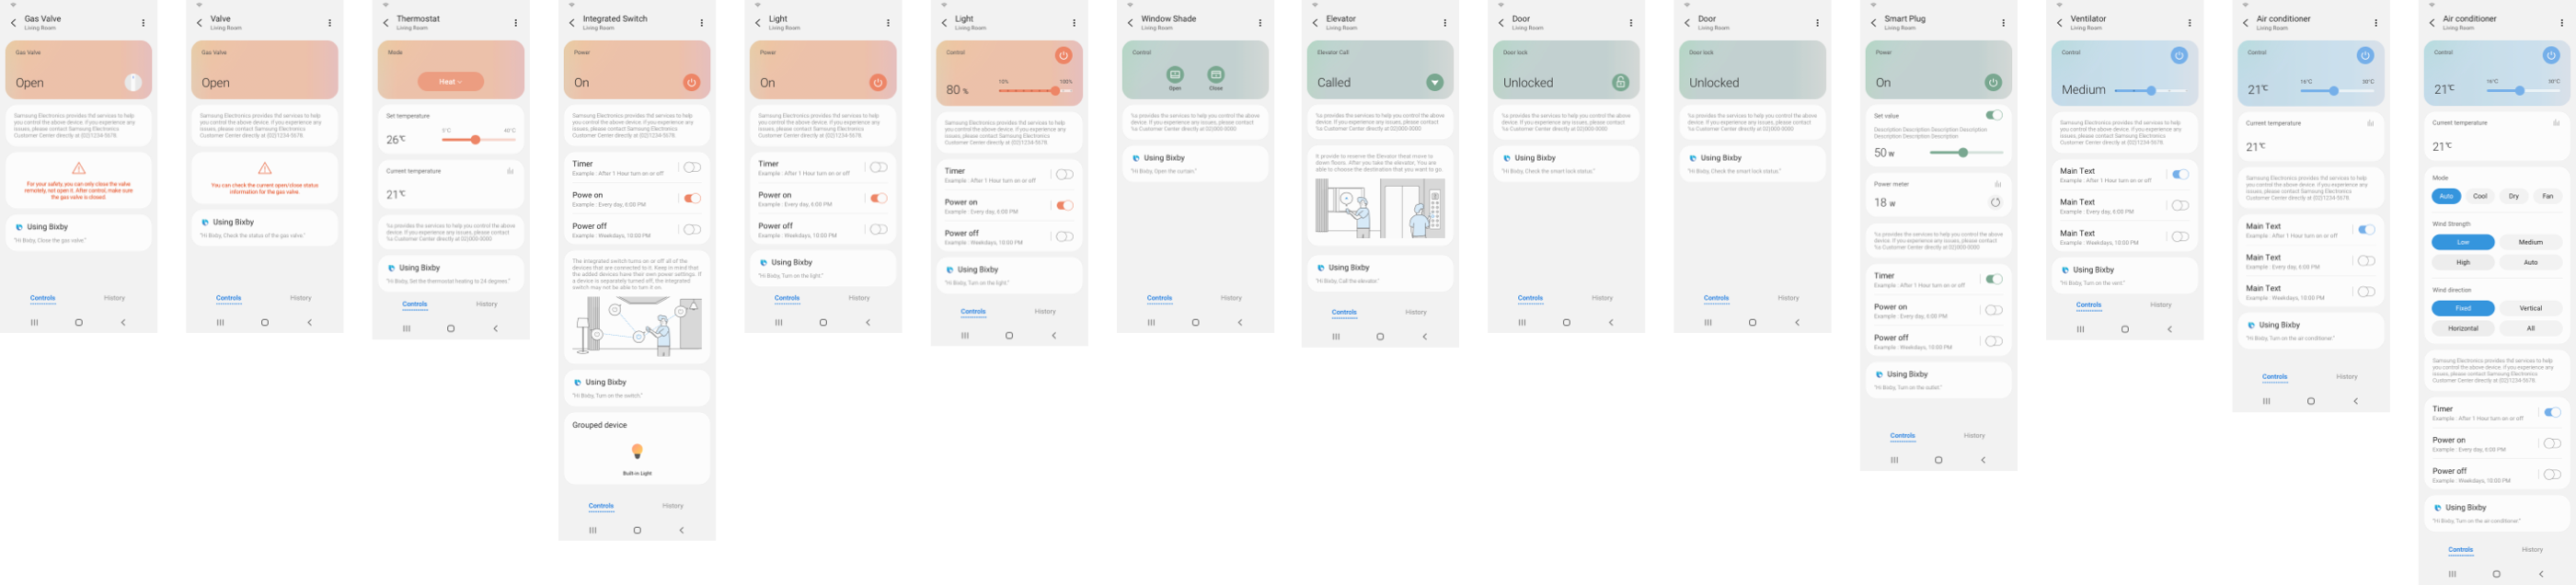 Gas Valve
Lining Room
Gas Valve
Open
Samsung Electronics provides thd services to help
you control the above device. if you experience any
issues, please contact Samsung Electronics
Customer Center directly at (02)1234-5678.
For your safety, you can only close the valve
remotely, not open it. After control, make sure
the gas valve is closed.
Using Bixby
"Hi Bixby, Close the gas valve."
Controls
History
Valve
Lining Room
Gas Valve
Open
Samsung Electronics provides thd services to help
you control the above device. if you experience any
issues, please contact Samsung Electronics
Customer Center directly at (02)1234-5678.
You can check the current open/close status
information for the gas valve.
Using Bixby
"Hi Bixby, Check the status of the gas valve."
Controls
History
Thermostat
Lining Room
Mode
Heat
Set temperature
26℃
5℃
40℃
Current temperature
21℃
%s provides the services to help you control the above
device. If you experience any issues, please contact
%s Customer Center directly at 02)000-0000
Using Bixby
"Hi Bixby, Set the thermostat heating to 24 degrees."
Controls
History
Integrated Switch
Lining Room
Power
On
Samsung Electronics provides thd services to help
you control the above device. if you experience any
issues, please contact Samsung Electronics
Customer Center directly at (02)1234-5678.
Timer
Example : After 1 Hour turn on or off
Powe on
Example : Every day, 6:00 PM
Power off
Example : Weekdays, 10:00 PM
The integrated switch turns on or off all of the
devices that are connected to it. Keep in mind that
the added devices have their own power settings. If
a device is separately turned off, the integrated
switch may not be able to turn it on.
Using Bixby
"Hi Bixby, Turn on the switch."
Grouped device
Built-in Light
Controls
History
Light
Lining Room
Power
On
Samsung Electronics provides thd services to help
you control the above device. if you experience any
issues, please contact Samsung Electronics
Customer Center directly at (02)1234-5678.
Timer
Example : After 1 Hour turn on or off
Power on
Example : Every day, 6:00 PM
Power off
Example : Weekdays, 10:00 PM
Using Bixby
"Hi Bixby, Turn on the light."
Controls
History
Light
Lining Room
Control
80 %
10%
100%
Samsung Electronics provides thd services to help
you control the above device. if you experience any
issues, please contact Samsung Electronics
Customer Center directly at (02)1234-5678.
Timer
Example : After 1 Hour turn on or off
Power on
Example : Every day, 6:00 PM
Power off
Example : Weekdays, 10:00 PM
Using Bixby
"Hi Bixby, Turn on the light."
Controls
History
Window Shade
Lining Room
Control
Open
Close
%s provides the services to help you control the above
device. If you experience any issues, please contact
%s Customer Center directly at 02)000-0000
Using Bixby
"Hi Bixby, Open the curtain."
Controls
History
Elevator
Lining Room
Elevator Call
Called
%s provides the services to help you control the above
device. If you experience any issues, please contact
%s Customer Center directly at 02)000-0000
It provide to reserve the Elevator theat move to
down floors. After you take the elevator, You are
able to choose the destination that you want to go.
Using Bixby
"Hi Bixby, Call the elevator."
Controls
History
Door
Lining Room
Door lock
Unlocked
%s provides the services to help you control the above
device. If you experience any issues, please contact
%s Customer Center directly at 02)000-0000
Using Bixby
"Hi Bixby, Check the smart lock status."
Controls
History
Door
Lining Room
Door lock
Unlocked
%s provides the services to help you control the above
device. If you experience any issues, please contact
%s Customer Center directly at 02)000-0000
Using Bixby
"Hi Bixby, Check the smart lock status."
Controls
History
Smart Plug
Lining Room
Power
On
Set value
Description Description Description Description
Description Description Description
50 W
Power meter
18 W
%s provides the services to help you control the above
device. If you experience any issues, please contact
%s Customer Center directly at 02)000-0000
Timer
Example : After 1 Hour turn on or off
Power on
Example : Every day, 6:00 PM
Power off
Example : Weekdays, 10:00 PM
Using Bixby
"Hi Bixby, Turn on the outlet."
Controls
History
Ventilator
Lining Room
Control
Medium
Samsung Electronics provides thd services to help
you control the above device. if you experience any
issues, please contact Samsung Electronics
Customer Center directly at (02)1234-5678.
Main Text
Example : After 1 Hour turn on or off
Main Text
Example : Every day, 6:00 PM
Main Text
Example : Weekdays, 10:00 PM
Using Bixby
"Hi Bixby, Turn on the vent."
Controls
History
Air conditioner
Lining Room
Control
21℃
16℃
Current temperature
21℃
Samsung Electronics provides thd services to help
you control the above device. if you experience any
issues, please contact Samsung Electronics
Customer Center directly at (02)1234-5678.
Main Text
Example : After 1 Hour turn on or off
Main Text
Example : Every day, 6:00 PM
Main Text
Example : Weekdays, 10:00 PM
Using Bixby
"Hi Bixby, Turn on the air conditioner."
Controls
History
Air conditioner
Lining Room
Control
21℃
16℃
Current temperature
21℃
Mode
Auto
Cool
Dry
Fan
Wind Strength
Low
Medium
High
Auto
Wind direction
Fixed
Vertical
Horizontal
All
Samsung Electronics provides thd services to help
you control the above device. if you experience any
issues, please contact Samsung Electronics
Customer Center directly at (02)1234-5678.
Timer
Example : After 1 Hour turn on or off
Power on
Example : Every day, 6:00 PM
Power off
Example : Weekdays, 10:00 PM
Using Bixby
"Hi Bixby, Turn on the air conditioner."
Controls
History